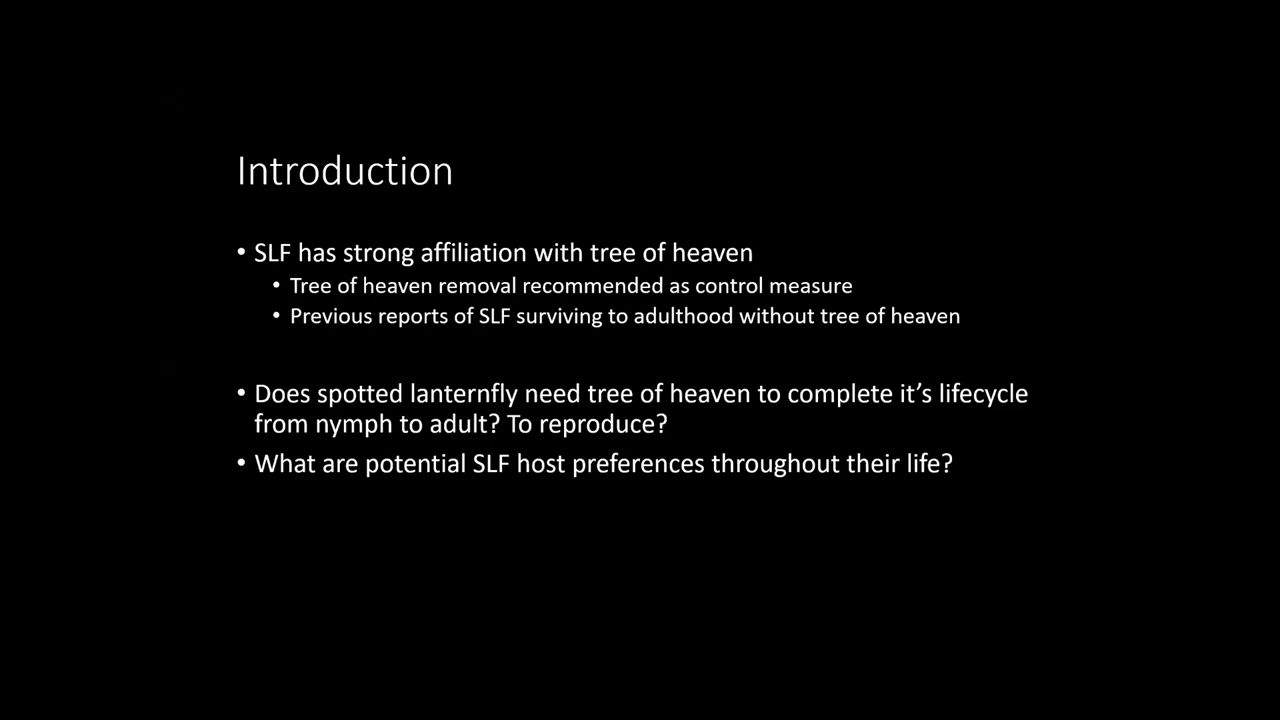 Introduction
• SLF has strong affiliation with tree of heaven
• Tree of heaven removal recommended as control measure
• Previous reports of SLF surviving to adulthood without tree of heaven
• Does spotted lanternfly need tree of heaven to complete it’s lifecycle
from nymph to adult? To reproduce?
• What are potential SLF host preferences throughout their life?